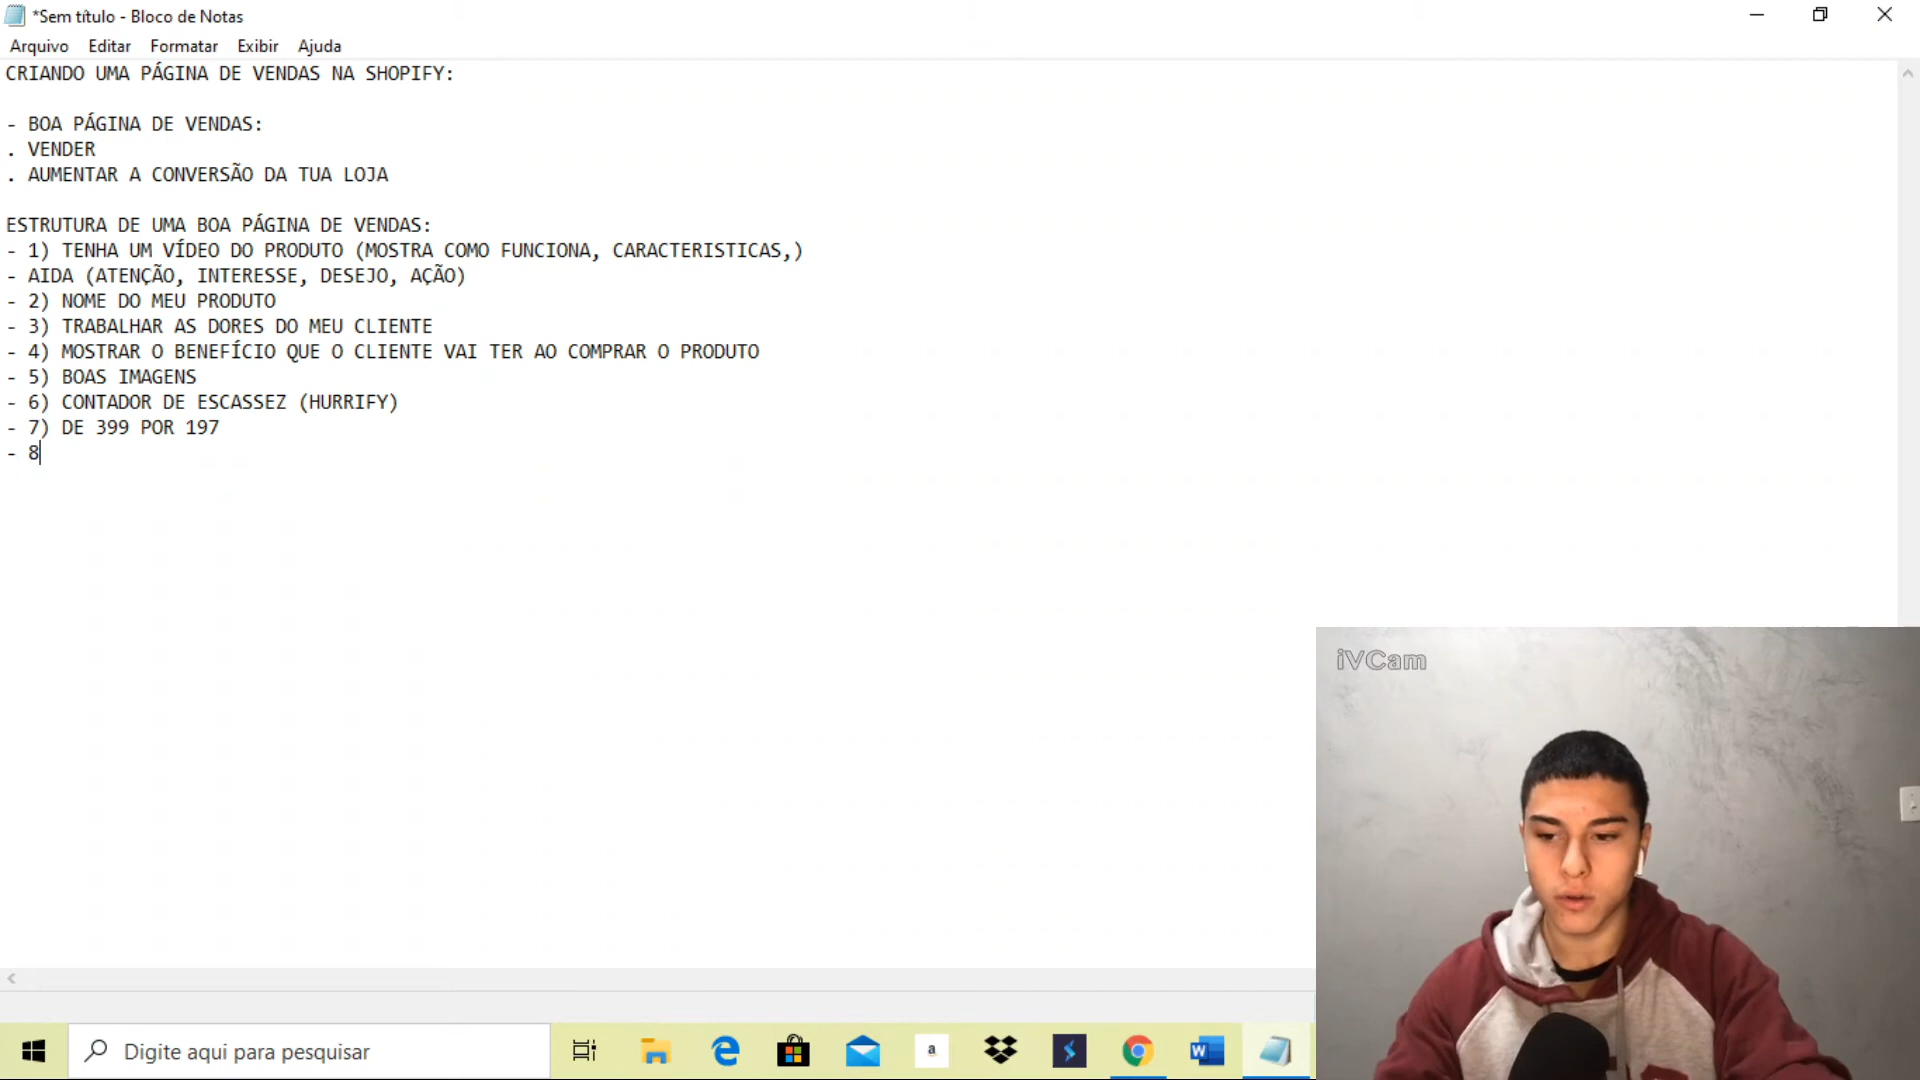 *Sem título - Bloco de Notas
Arquivo Editar Formatar Exibir Ajuda
CRIANDO UMA PÁGINA DE VENDAS NA SHOPIFY:
- BOA PÁGINA DE VENDAS:
. VENDER
. AUMENTAR A CONVERSÃO DA TUA LOJA
ESTRUTURA DE UMA BOA PÁGINA DE VENDAS:
- 1) TENHA UM VÍDEO DO PRODUTO (MOSTRA COMO FUNCIONA, CARACTERISTICAS,)
- AIDA (ATENÇÃO, INTERESSE, DESEJO, AÇÃO)
- 2) NOME DO MEU PRODUTO
- 3) TRABALHAR AS DORES DO MEU CLIENTE
- 4) MOSTRAR O BENEFÍCIO QUE O CLIENTE VAI TER AO COMPRAR O PRODUTO
- 5) BOAS IMAGENS
- 6) CONTADOR DE ESCASSEZ (HURRIFY)
- 7) DE 399 POR 197
- 8
iVCam
Digite aqui para pesquisar
a
W